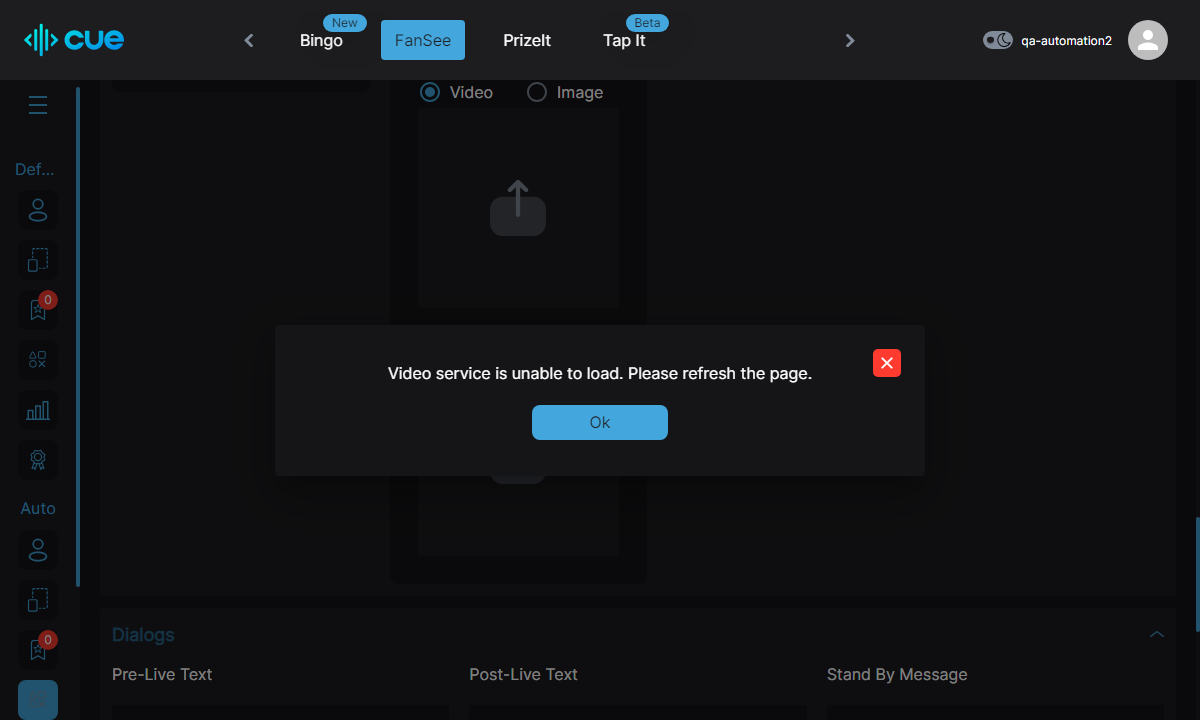 cue
Bingo
New
FanSee
PrizeIt
Tap It
Beta
qa-automation2
Def...
0
Auto
0
Video
Image
Video service is unable to load. Please refresh the page.
Ok
Dialogs
Pre-Live Text
Post-Live Text
Stand By Message